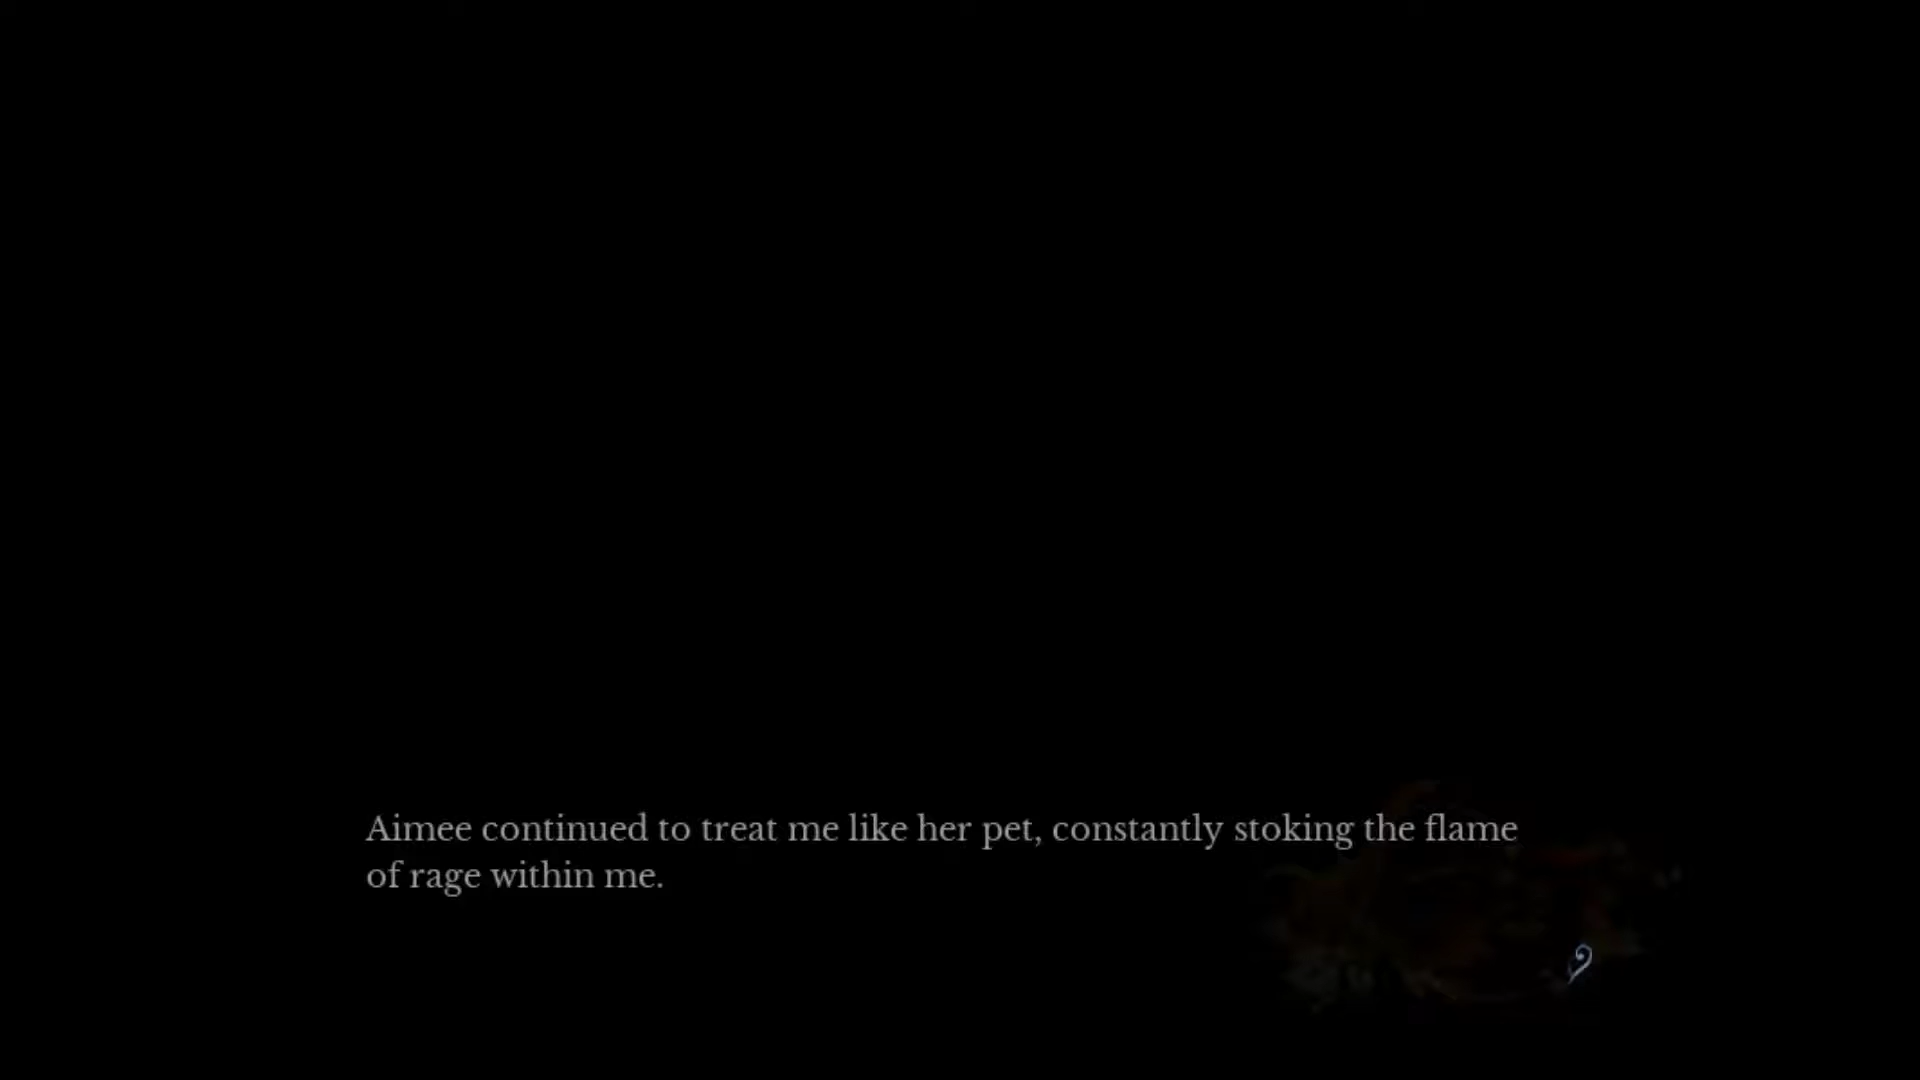 Aimee continued to treat me like her pet, constantly stoking the flame
of rage within me.